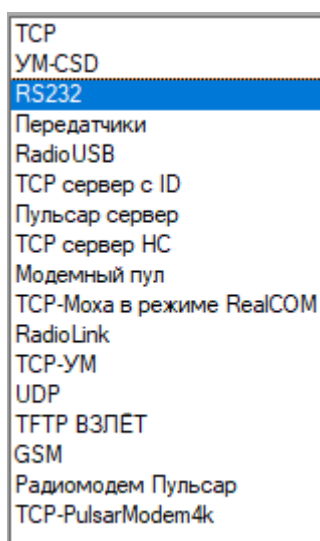 TCP
УМ-CSD
RS232
Передатчики
RadioUSB
TCP сервер с ID
Пульсар сервер
TCP сервер НС
Модемный пул
TCP-Моха в режиме RealCOM
RadioLink
TCP-УМ
UDP
TFTP ВЗЛЁТ
GSM
Радиомодем Пульсар
TCP-PulsarModem4k